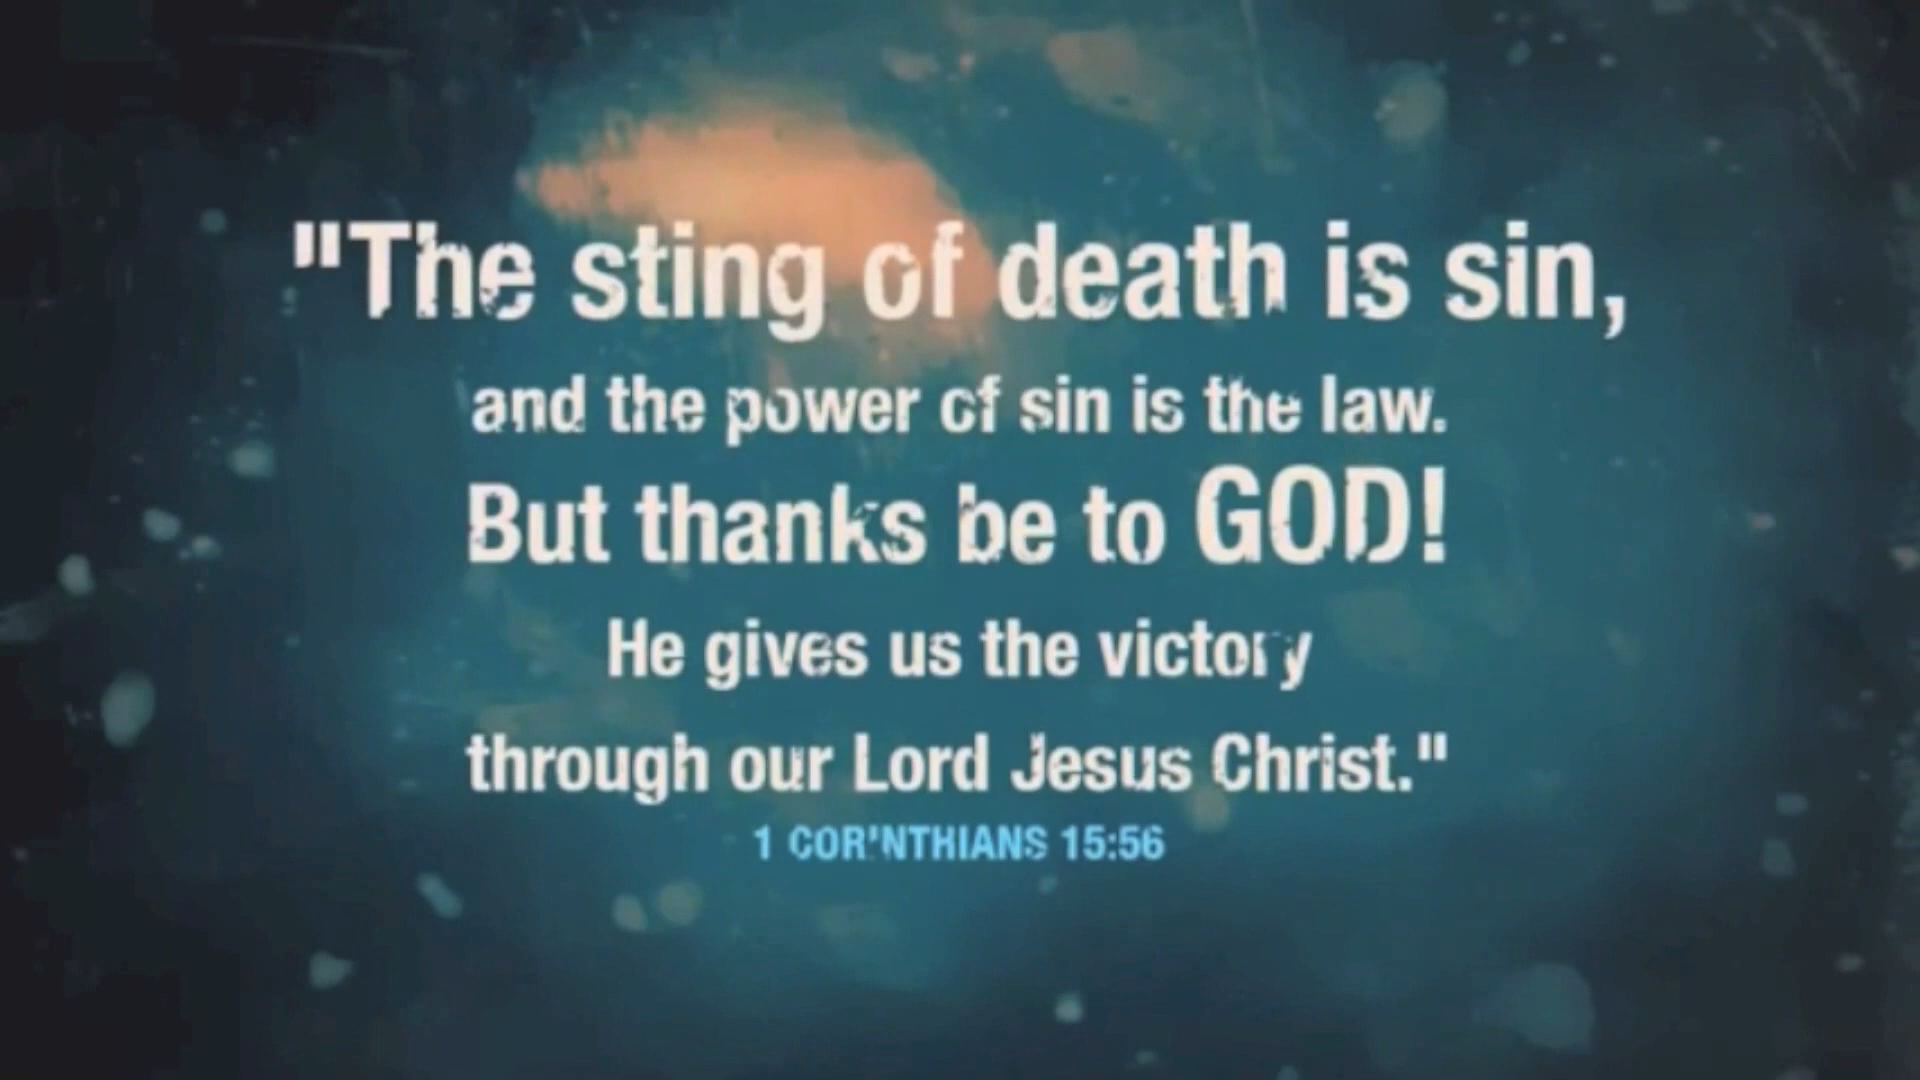 "The sting of death is sin,
and the power of sin is the law.
But thanks be to GOD!
He gives us the victory
through our Lord Jesus Christ."
1 CORINTHIANS 15:56